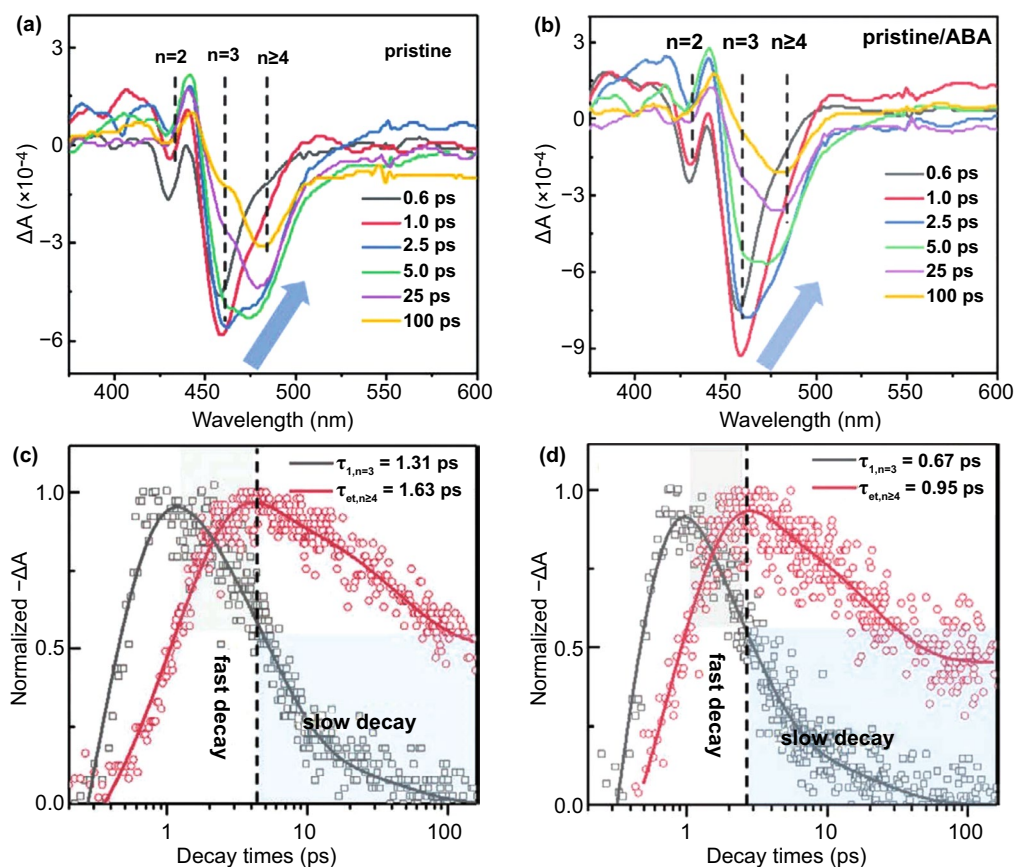 (a)
n=2
n=3
n≥4
pristine
3
0
−3
−6
ΔA (×10⁻⁴)
0.6 ps
1.0 ps
2.5 ps
5.0 ps
25 ps
100 ps
400
450
500
550
600
Wavelength (nm)
(b)
n=2
n=3
n≥4
pristine/ABA
3
0
−3
−6
−9
ΔA (×10⁻⁴)
0.6 ps
1.0 ps
2.5 ps
5.0 ps
25 ps
100 ps
400
450
500
550
600
Wavelength (nm)
(c)
τ₁,ₙ₌₃ = 1.31 ps
τet,n≥4 = 1.63 ps
1.0
0.5
0.0
Normalized −ΔA
fast decay
slow decay
1
10
100
Decay times (ps)
(d)
τ₁,ₙ₌₃ = 0.67 ps
τet,n≥4 = 0.95 ps
1.0
0.5
0.0
Normalized −ΔA
fast decay
slow decay
1
10
100
Decay times (ps)